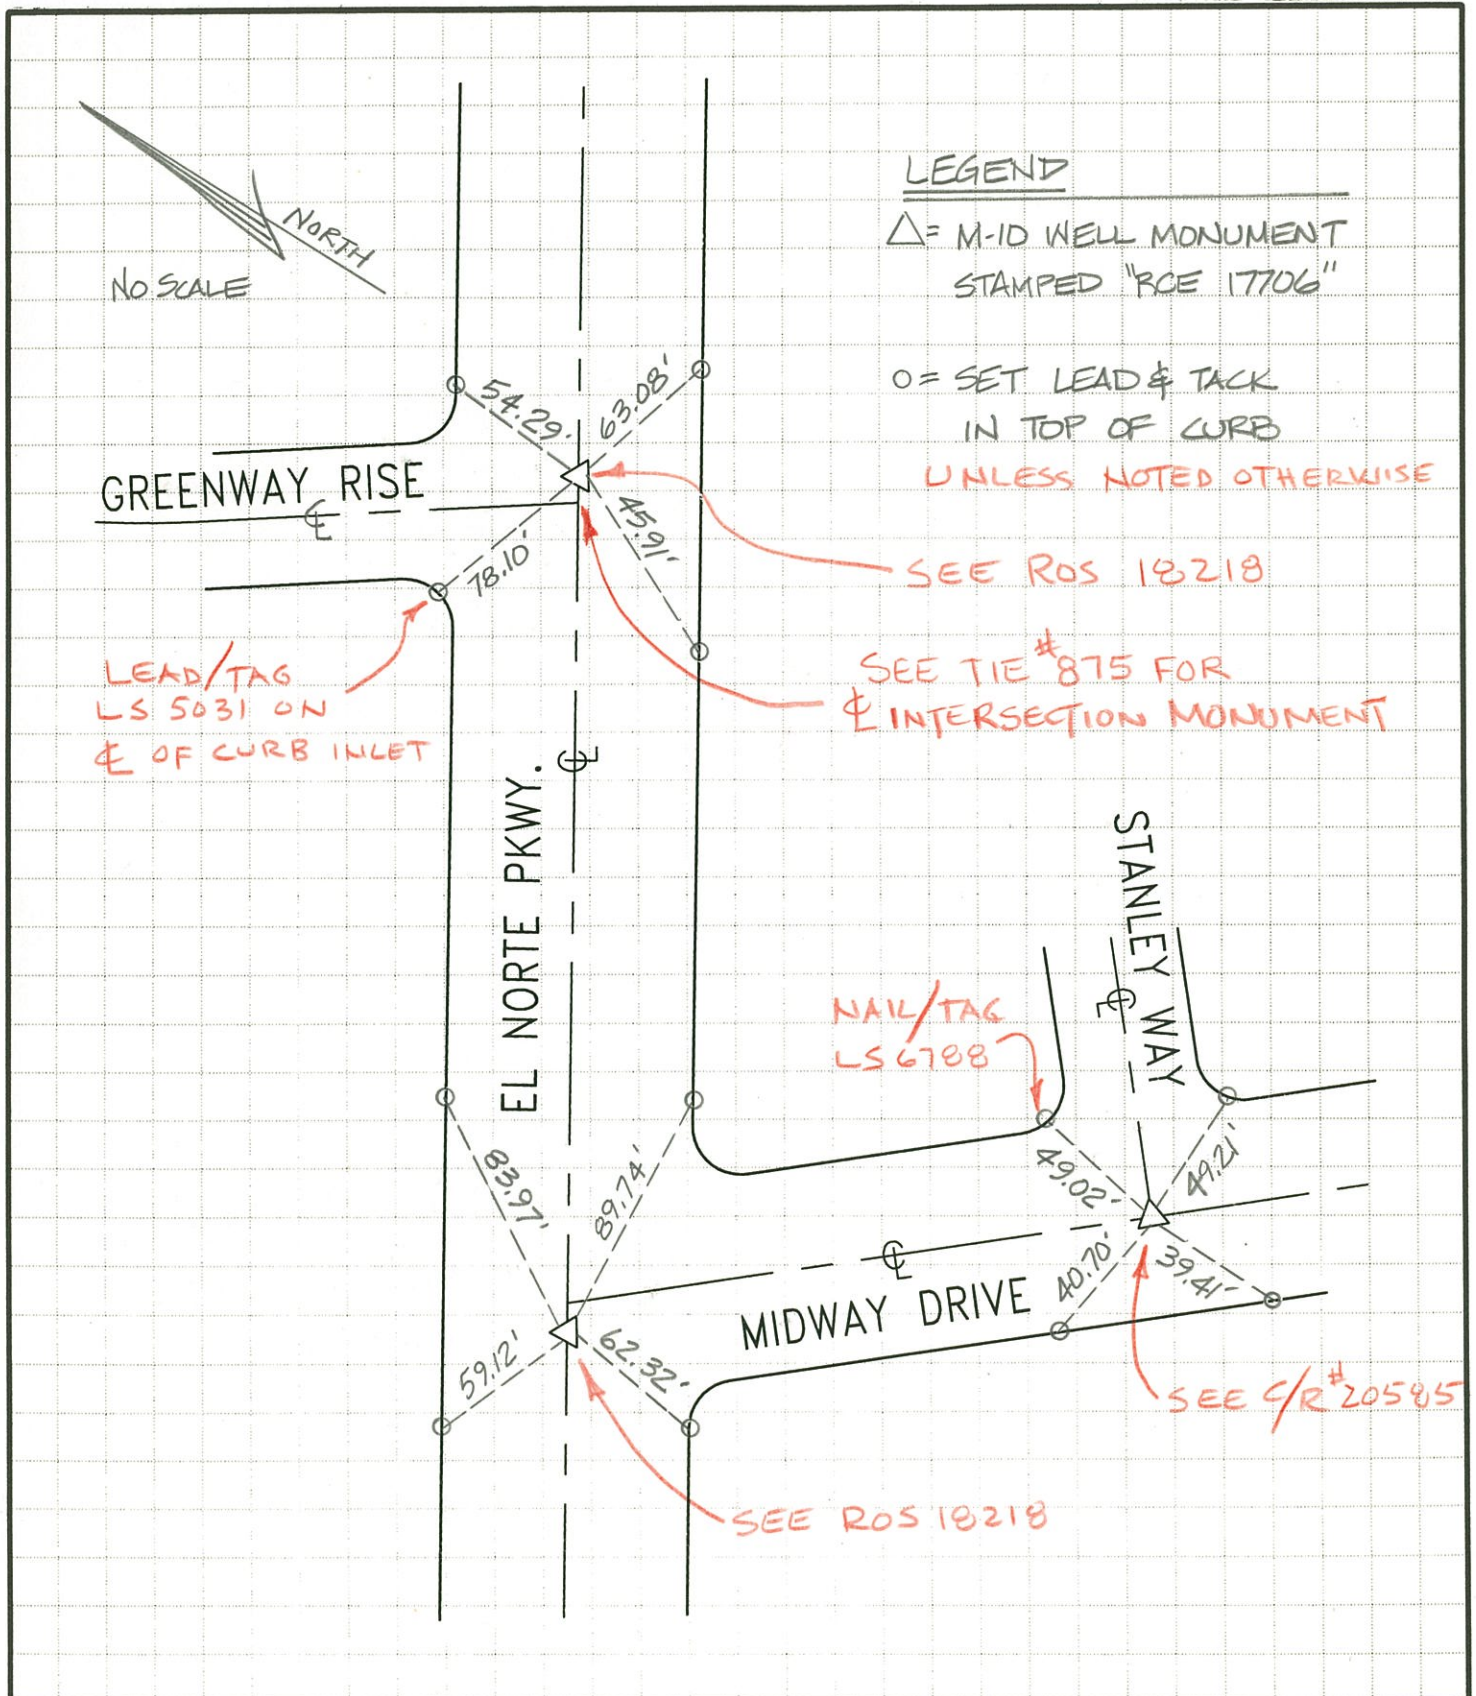 LEGEND
△= M-10 WELL MONUMENT
STAMPED "RCE 17706"
NORTH
NO SCALE
O= SET LEAD & TACK
IN TOP OF CURB
UNLESS NOTED OTHERWISE
54.29'
63.08'
GREENWAY RISE
℄
45.91'
78.10'
SEE ROS 18218
LEAD/TAG
LS 5031 ON
℄ OF CURB INLET
SEE TIE #875 FOR
℄ INTERSECTION MONUMENT
℄
EL NORTE PKWY.
STANLEY WAY
℄
NAIL/TAG
LS 6788
83.97'
89.74'
49.02'
49.21'
℄
MIDWAY DRIVE
40.70'
39.41'
59.12'
62.32'
SEE C/R #20585
SEE ROS 18218